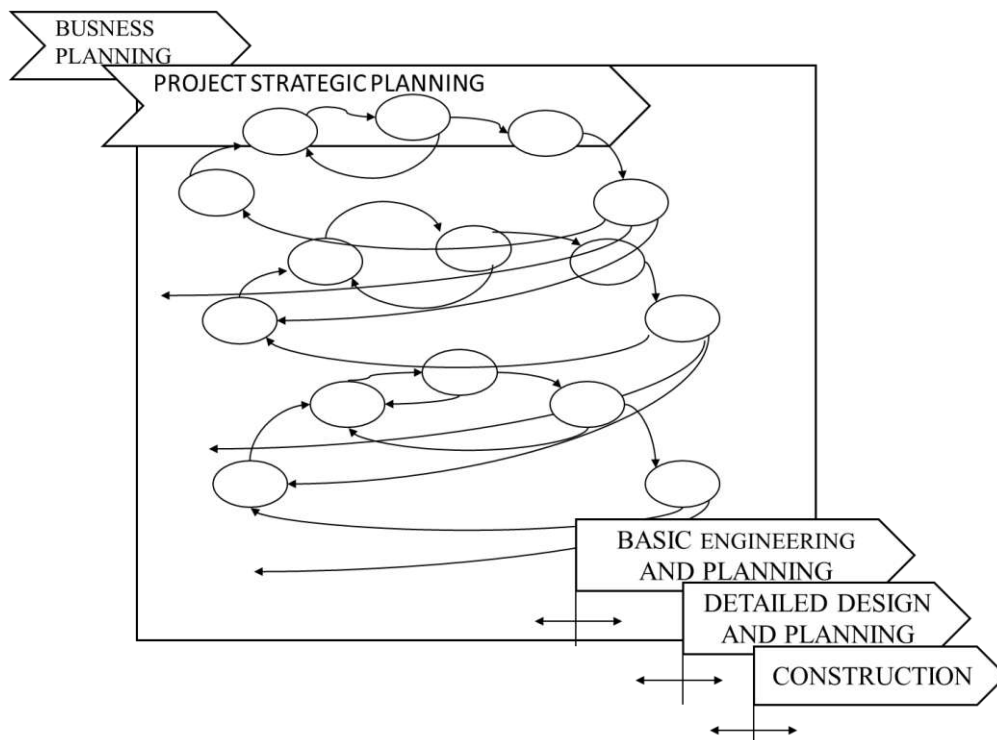 BUSNESS
PLANNING
PROJECT STRATEGIC PLANNING
BASIC ENGINEERING
AND PLANNING
DETAILED DESIGN
AND PLANNING
CONSTRUCTION